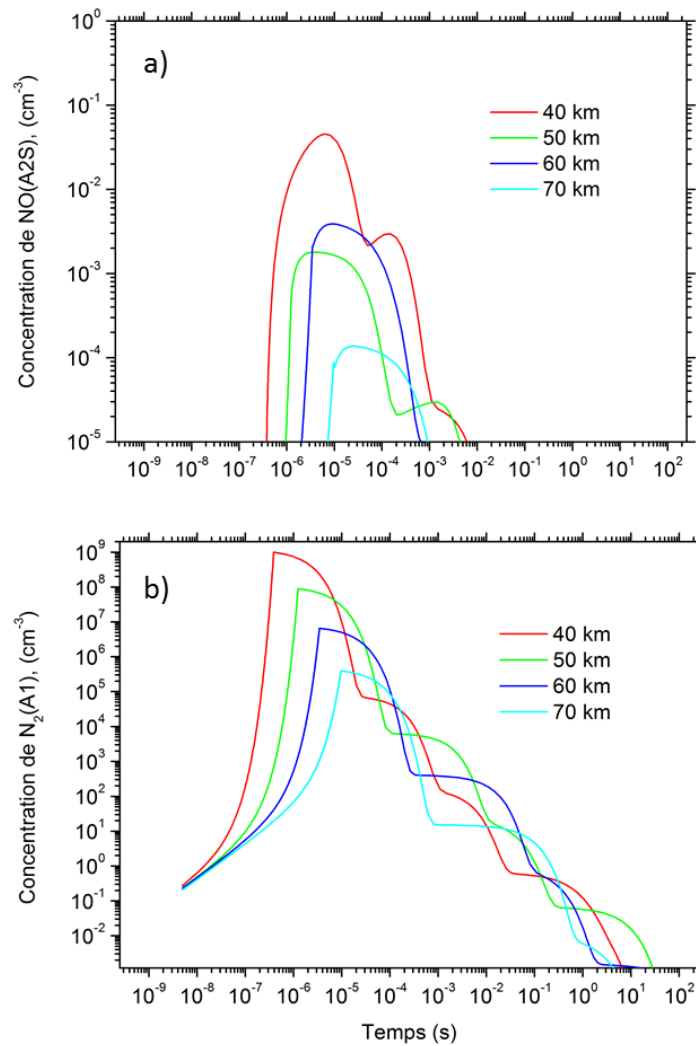 a)
Concentration de NO(A2S), (cm⁻³)
10⁰
10⁻¹
10⁻²
10⁻³
10⁻⁴
10⁻⁵
40 km
50 km
60 km
70 km
10⁻⁹ 10⁻⁸ 10⁻⁷ 10⁻⁶ 10⁻⁵ 10⁻⁴ 10⁻³ 10⁻² 10⁻¹ 10⁰ 10¹ 10²
b)
Concentration de N₂(A1), (cm⁻³)
10⁹
10⁸
10⁷
10⁶
10⁵
10⁴
10³
10²
10¹
10⁰
10⁻¹
10⁻²
40 km
50 km
60 km
70 km
10⁻⁹ 10⁻⁸ 10⁻⁷ 10⁻⁶ 10⁻⁵ 10⁻⁴ 10⁻³ 10⁻² 10⁻¹ 10⁰ 10¹ 10²
Temps (s)